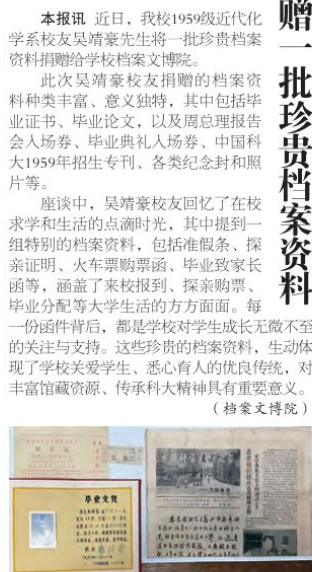 赠一批珍贵档案资料
本报讯 近日，我校1959级近代化
学系校友吴靖豪先生将一批珍贵档案
资料捐赠给学校档案文博院。
此次吴靖豪校友捐赠的档案资
料种类丰富、意义独特，其中包括毕
业证书、毕业论文，以及周总理报告
会入场券、毕业典礼入场券、中国科
大1959年招生专刊、各类纪念封和照
片等。
座谈中，吴靖豪校友回忆了在校
求学和生活的点滴时光，其中提到一
组特别的档案资料，包括准假条、探
亲证明、火车票购票函、毕业致家长
函等，涵盖了来校报到、探亲购票、
毕业分配等大学生活的方方面面。每
一份函件背后，都是学校对学生成长无微不至
的关注与支持。这些珍贵的档案资料，生动体
现了学校关爱学生、悉心育人的优良传统，对
丰富馆藏资源、传承科大精神具有重要意义。
（档案文博院）
毕业文凭